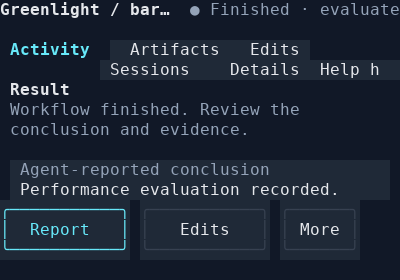 Greenlight / bar… ● Finished · evaluate
Activity Artifacts Edits
Sessions Details Help h
Result
Workflow finished. Review the
conclusion and evidence.
Agent-reported conclusion
Performance evaluation recorded.
Report Edits More